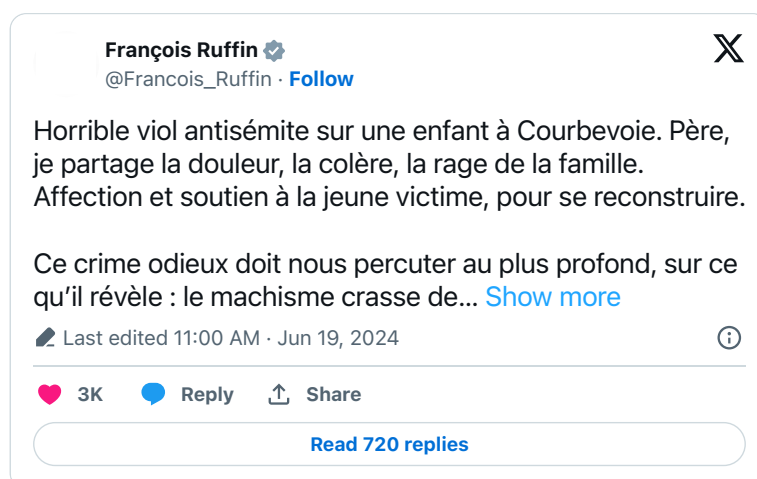 François Ruffin
@Francois_Ruffin · Follow
Horrible viol antisémite sur une enfant à Courbevoie. Père,
je partage la douleur, la colère, la rage de la famille.
Affection et soutien à la jeune victime, pour se reconstruire.
Ce crime odieux doit nous percuter au plus profond, sur ce
qu’il révèle : le machisme crasse de... Show more
Last edited 11:00 AM · Jun 19, 2024
3K Reply Share
Read 720 replies